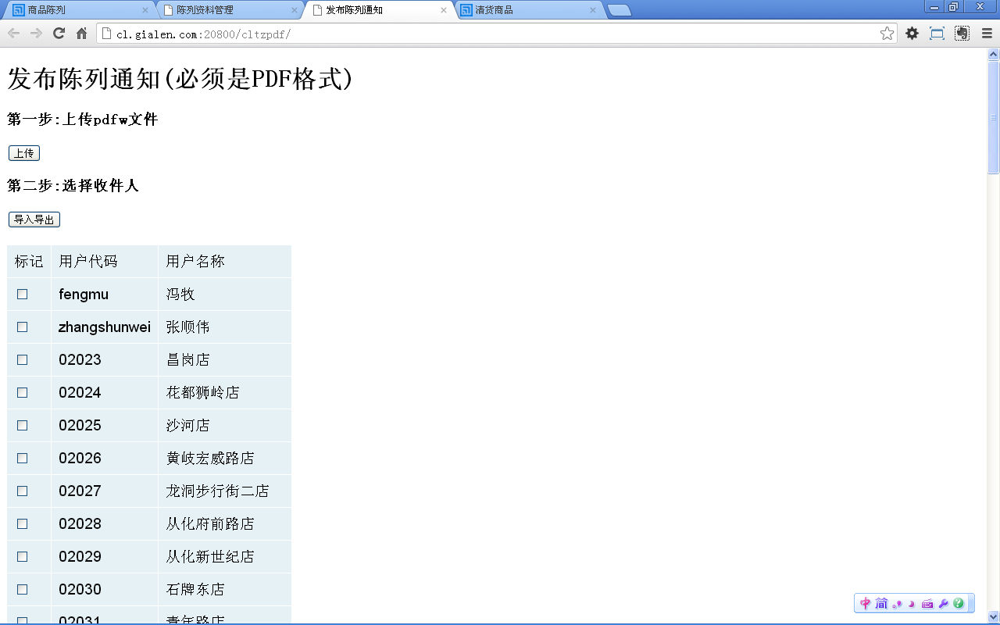 商品陈列
陈列资料管理
发布陈列通知
清货商品
cl.gialen.com:20800/cltzpdf/
发布陈列通知(必须是PDF格式)
第一步:上传pdfw文件
上传
第二步:选择收件人
导入导出
标记 用户代码 用户名称
fengmu 冯牧
zhangshunwei 张顺伟
02023 昌岗店
02024 花都狮岭店
02025 沙河店
02026 黄岐宏威路店
02027 龙洞步行街二店
02028 从化府前路店
02029 从化新世纪店
02030 石牌东店
02031 青年路店
中 简